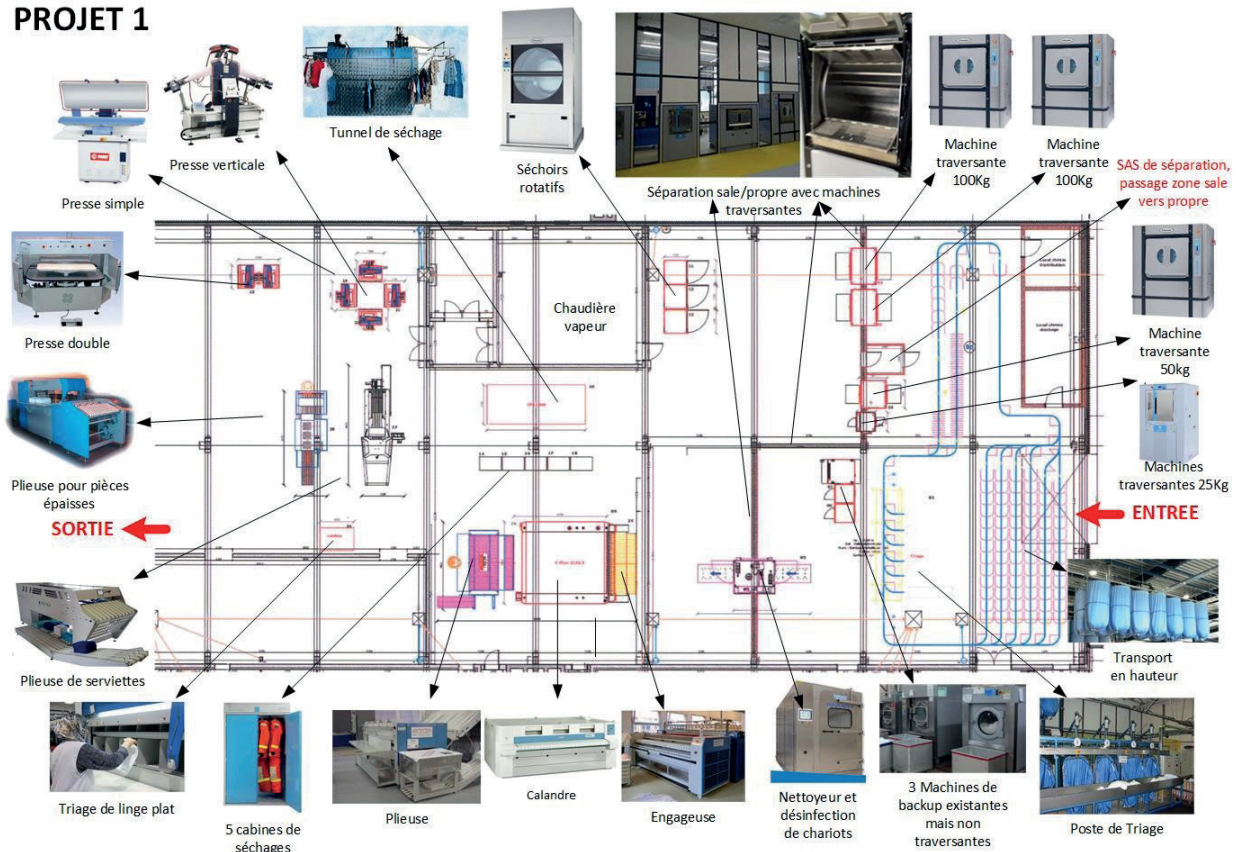 PROJET 1
Presse simple
Presse verticale
Tunnel de séchage
Séchoirs
rotatifs
Séparation sale/propre avec machines
traversantes
Machine
traversante
100Kg
Machine
traversante
100Kg
SAS de séparation,
passage zone sale
vers propre
Presse double
Chaudière
vapeur
Machine
traversante
50kg
Plieuse pour pièces
épaisses
Machines
traversantes 25Kg
SORTIE
ENTREE
Triage
Plieuse de serviettes
Transport
en hauteur
Triage de linge plat
5 cabines de
séchages
Plieuse
Calandre
Engageuse
Nettoyeur et
désinfection
de chariots
3 Machines de
backup existantes
mais non
traversantes
Poste de Triage